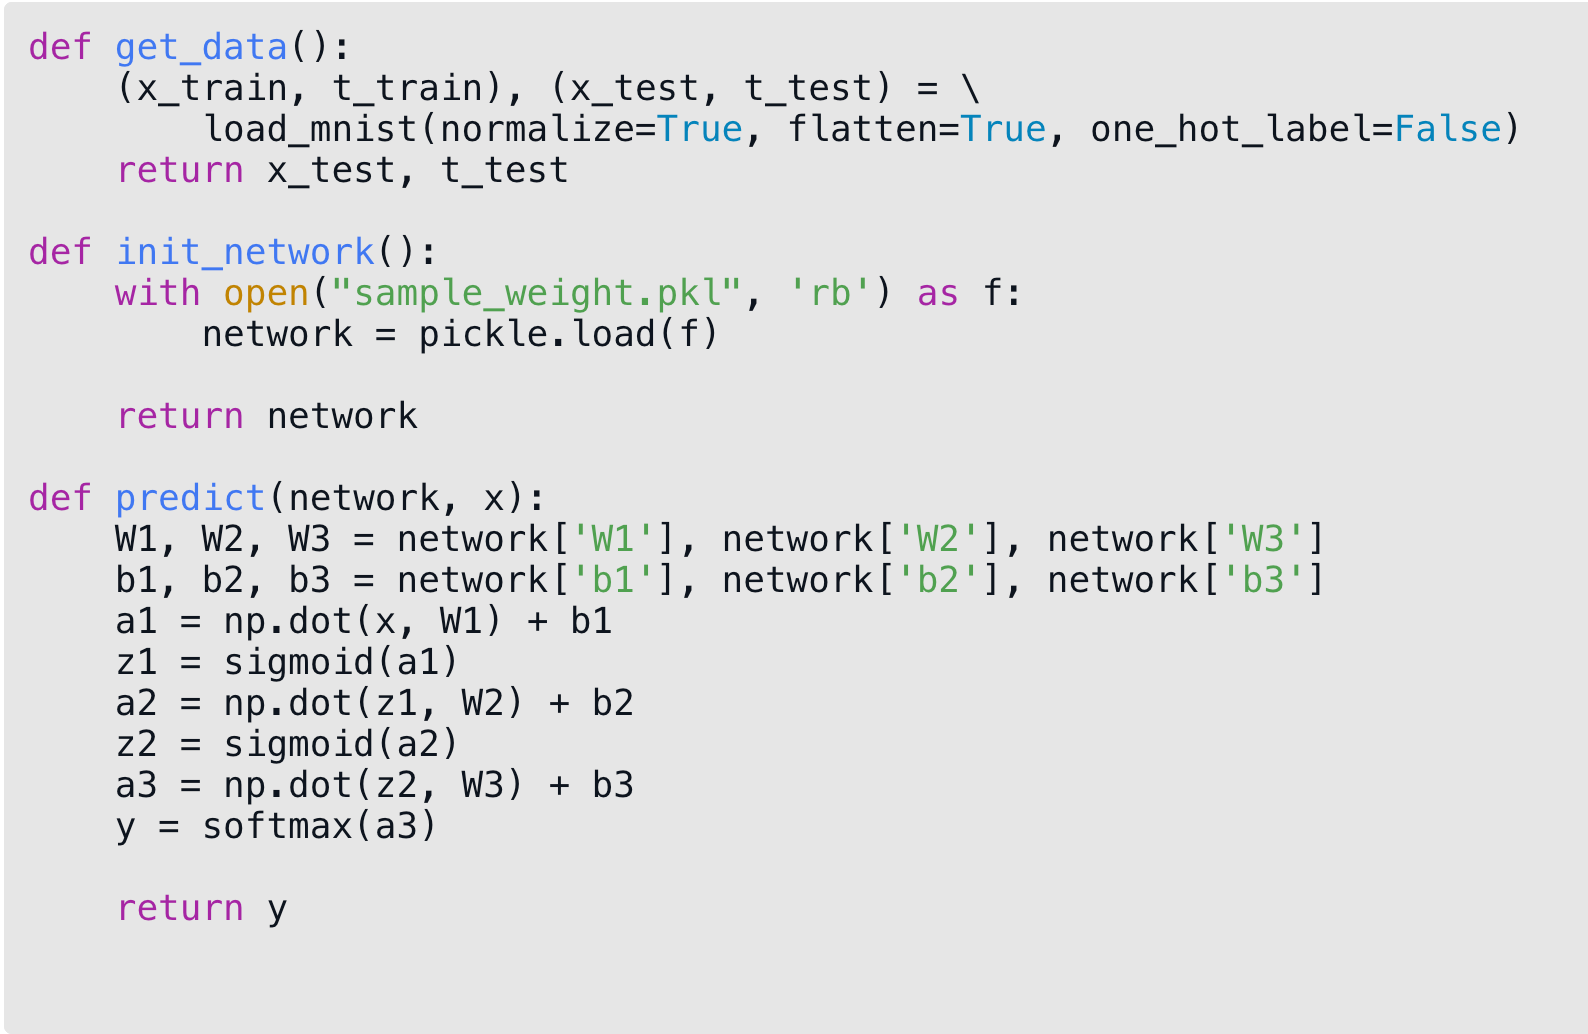 def get_data():
    (x_train, t_train), (x_test, t_test) = \
        load_mnist(normalize=True, flatten=True, one_hot_label=False)
    return x_test, t_test

def init_network():
    with open("sample_weight.pkl", 'rb') as f:
        network = pickle.load(f)

    return network

def predict(network, x):
    W1, W2, W3 = network['W1'], network['W2'], network['W3']
    b1, b2, b3 = network['b1'], network['b2'], network['b3']
    a1 = np.dot(x, W1) + b1
    z1 = sigmoid(a1)
    a2 = np.dot(z1, W2) + b2
    z2 = sigmoid(a2)
    a3 = np.dot(z2, W3) + b3
    y = softmax(a3)

    return y